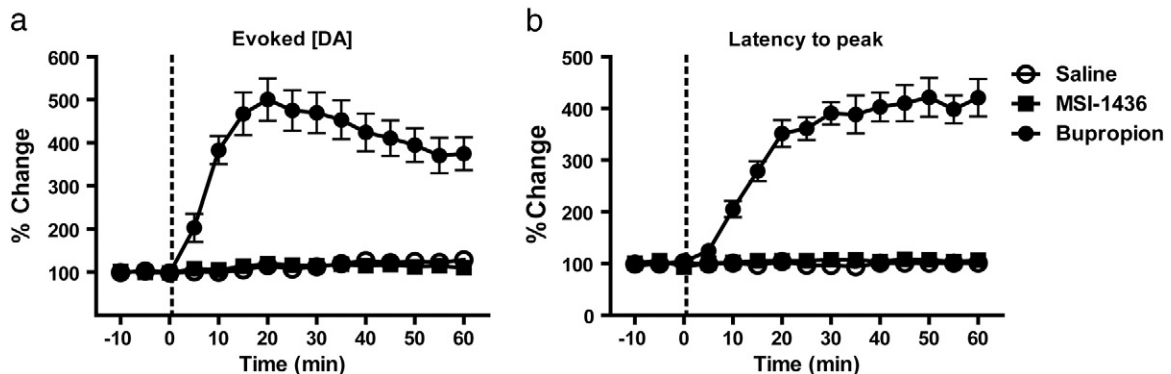 a
Evoked [DA]
% Change
600
500
400
300
200
100
-10 0 10 20 30 40 50 60
Time (min)
b
Latency to peak
% Change
500
400
300
200
100
0
-10 0 10 20 30 40 50 60
Time (min)
Saline
MSI-1436
Bupropion